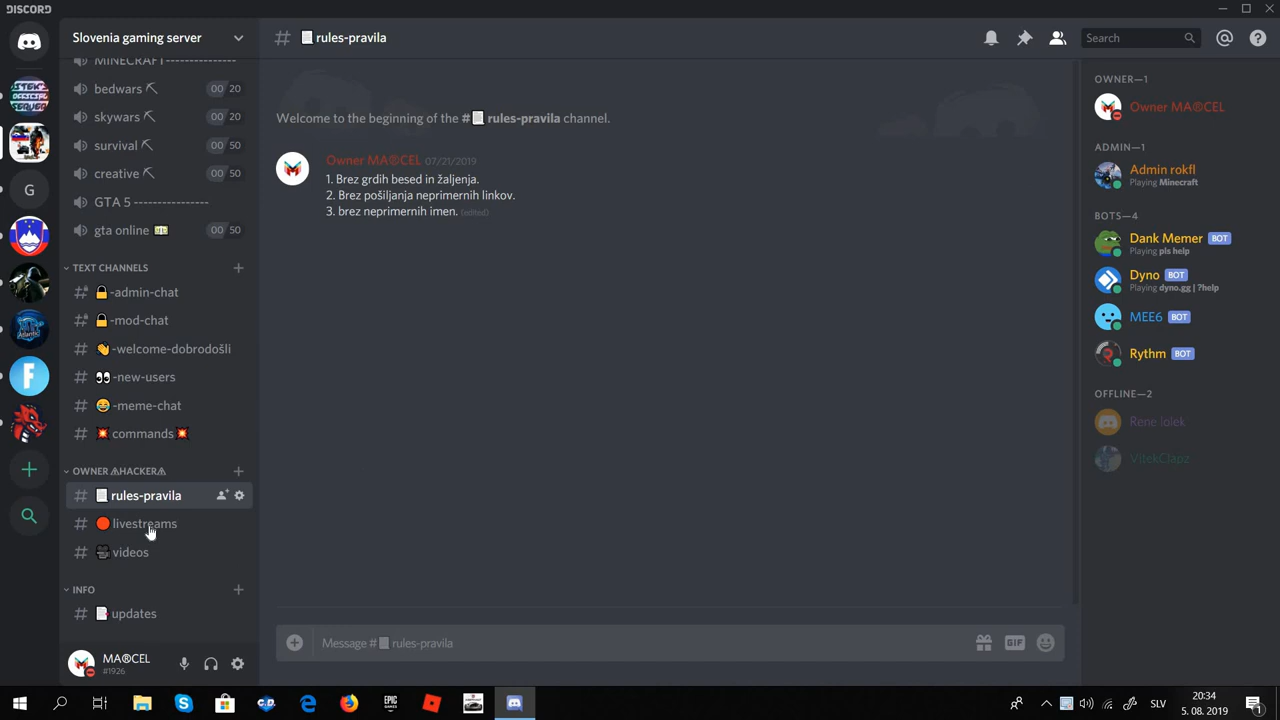 DISCORD
Slovenia gaming server
# rules-pravila
Search
MINECRAFT---------------
bedwars 00 20
skywars 00 20
survival 00 50
creative 00 50
GTA 5 ----------------
gta online 00 50
TEXT CHANNELS
-admin-chat
-mod-chat
-welcome-dobrodošli
-new-users
-meme-chat
commands
OWNER ⚠HACKER⚠
# rules-pravila
# livestreams
# videos
INFO
# updates
MA®CEL
#1926
Welcome to the beginning of the # rules-pravila channel.
Owner MA®CEL 07/21/2019
1. Brez grdih besed in žaljenja.
2. Brez pošiljanja neprimernih linkov.
3. brez neprimernih imen. (edited)
Message # rules-pravila
GIF
OWNER—1
Owner MA®CEL
ADMIN—1
Admin rokfl
Playing Minecraft
BOTS—4
Dank Memer BOT
Playing pls help
Dyno BOT
Playing dyno.gg | ?help
MEE6 BOT
Rythm BOT
OFFLINE—2
Rene lolek
VitekClapz
SLV
20:34
5. 08. 2019